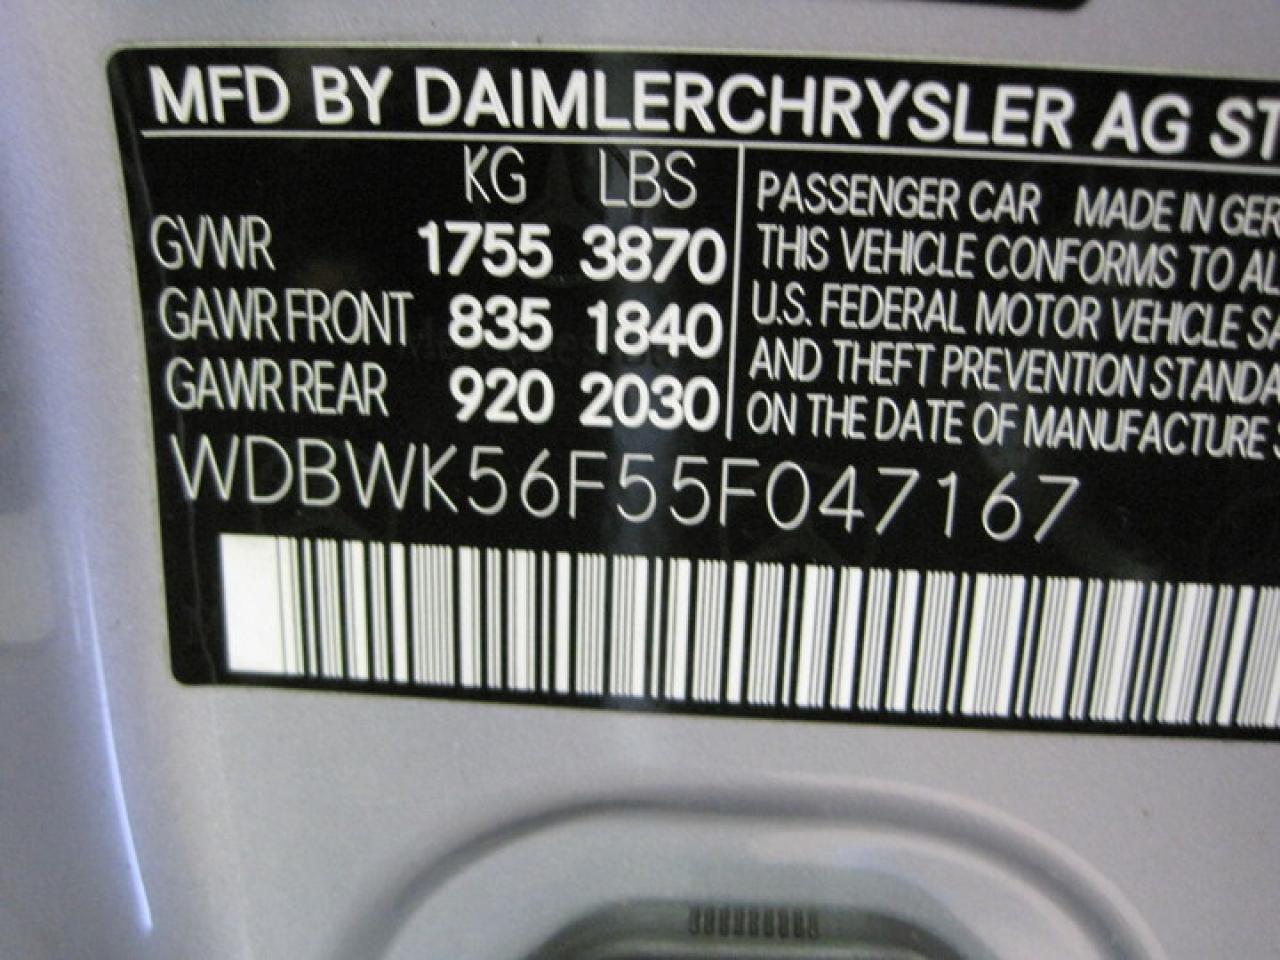 MFD BY DAIMLERCHRYSLER AG ST
KG LBS
GVWR 1755 3870
GAWR FRONT 835 1840
GAWR REAR 920 2030
PASSENGER CAR MADE IN GER
THIS VEHICLE CONFORMS TO AL
U.S. FEDERAL MOTOR VEHICLE SA
AND THEFT PREVENTION STANDA
ON THE DATE OF MANUFACTURE
WDBWK56F55F047167